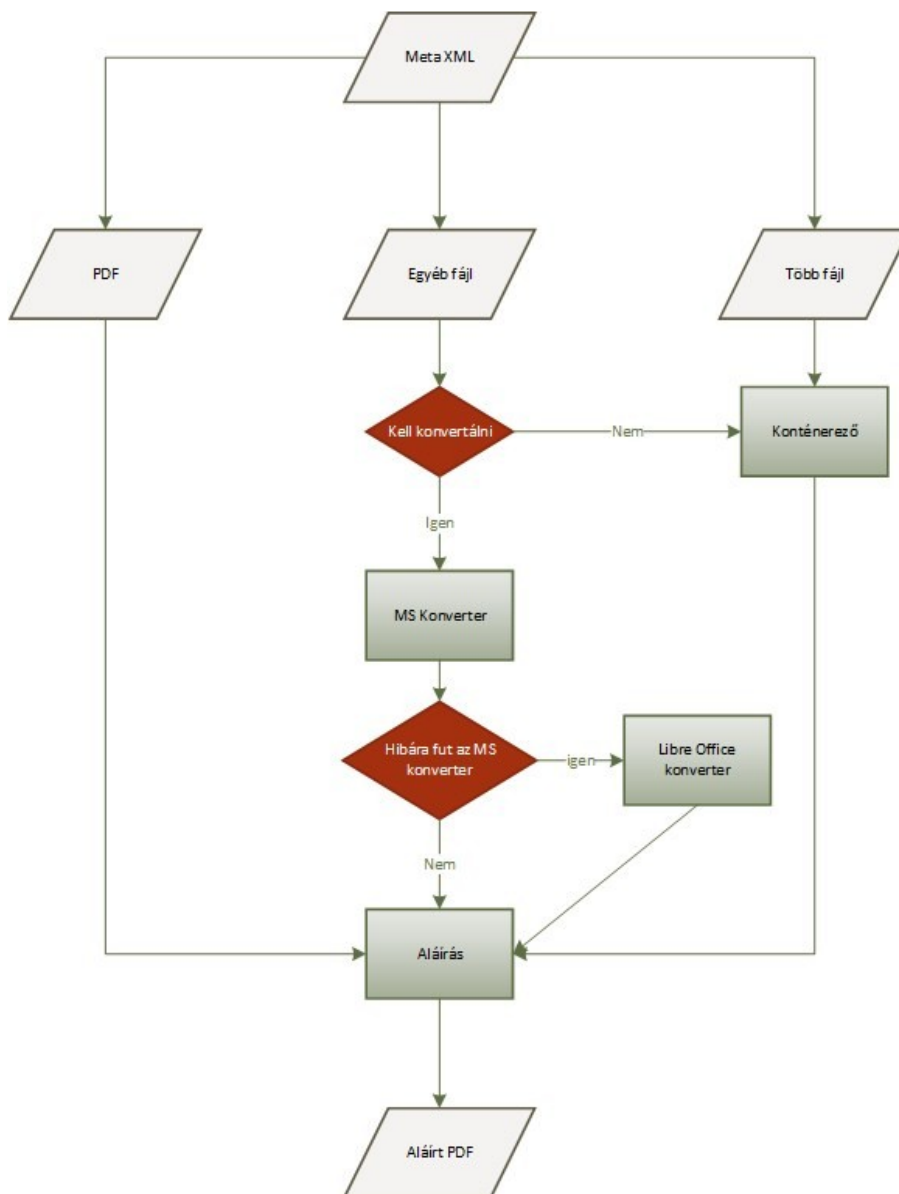 Meta XML
PDF
Egyéb fájl
Több fájl
Kell konvertálni
Nem
Konténerező
Igen
MS Konverter
Hibára fut az MS
konverter
igen
Libre Office
konverter
Nem
Aláírás
Aláírt PDF